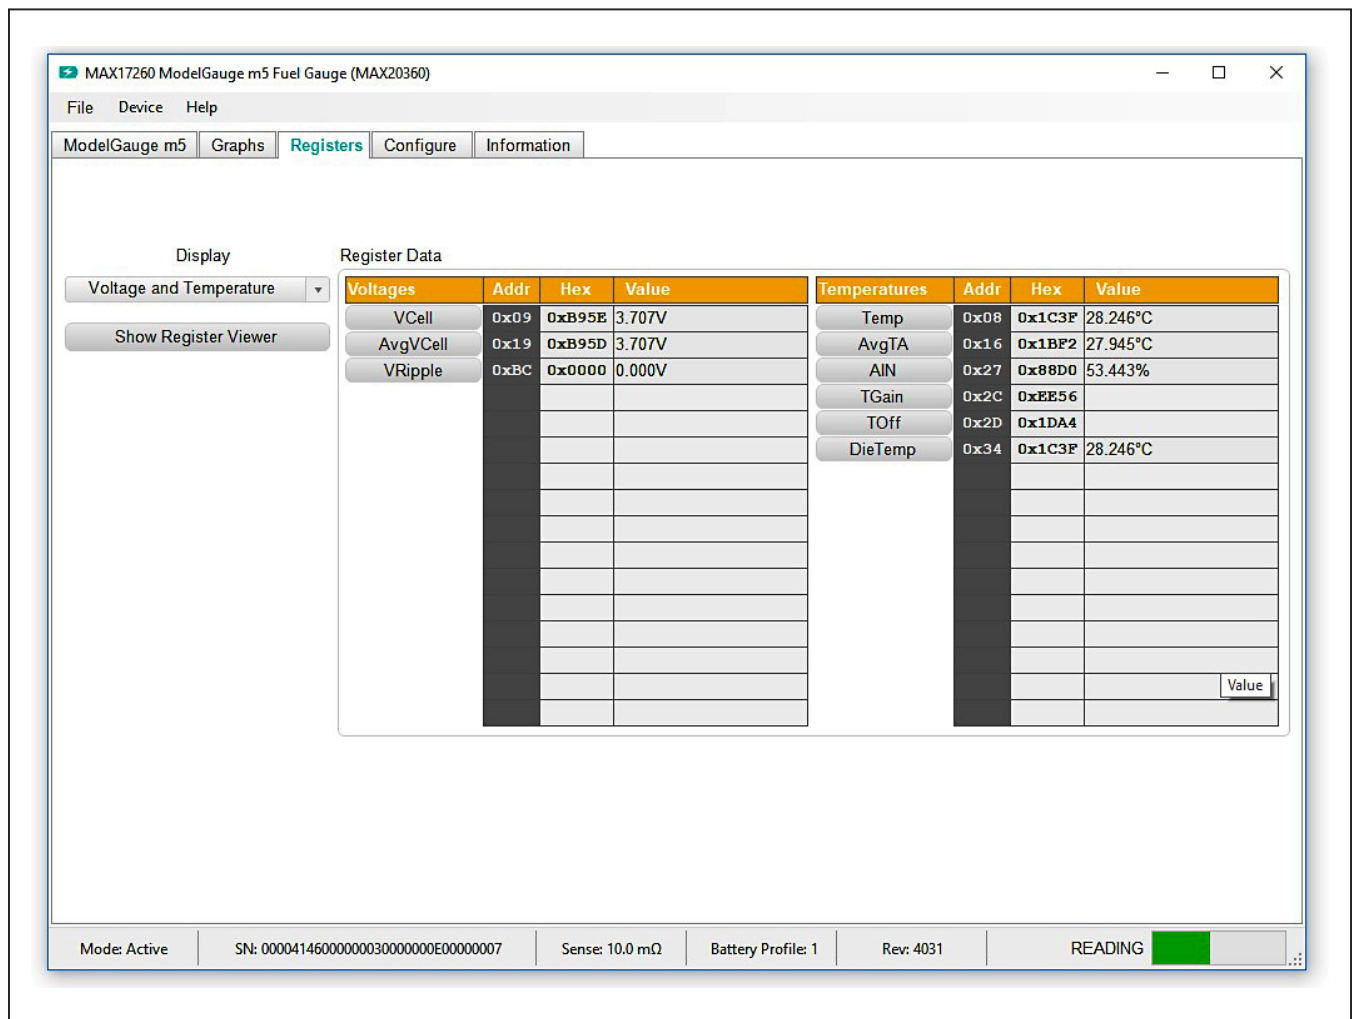 MAX17260 ModelGauge m5 Fuel Gauge (MAX20360)
File Device Help
ModelGauge m5 Graphs Registers Configure Information
Display Register Data
Voltage and Temperature
Show Register Viewer
Voltages Addr Hex Value
VCell 0x09 0xB95E 3.707V
AvgVCell 0x19 0xB95D 3.707V
VRipple 0xBC 0x0000 0.000V
Temperatures Addr Hex Value
Temp 0x08 0x1C3F 28.246°C
AvgTA 0x16 0x1BF2 27.945°C
AIN 0x27 0x88D0 53.443%
TGain 0x2C 0xEE56
TOff 0x2D 0x1DA4
DieTemp 0x34 0x1C3F 28.246°C
Value
Mode: Active SN: 00004146000000030000000E00000007 Sense: 10.0 mΩ Battery Profile: 1 Rev: 4031 READING